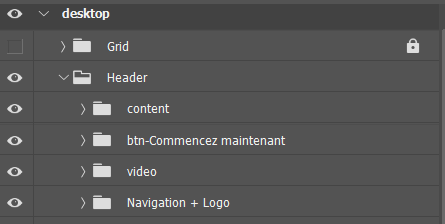 desktop
Grid
Header
content
btn-Commencez maintenant
video
Navigation + Logo